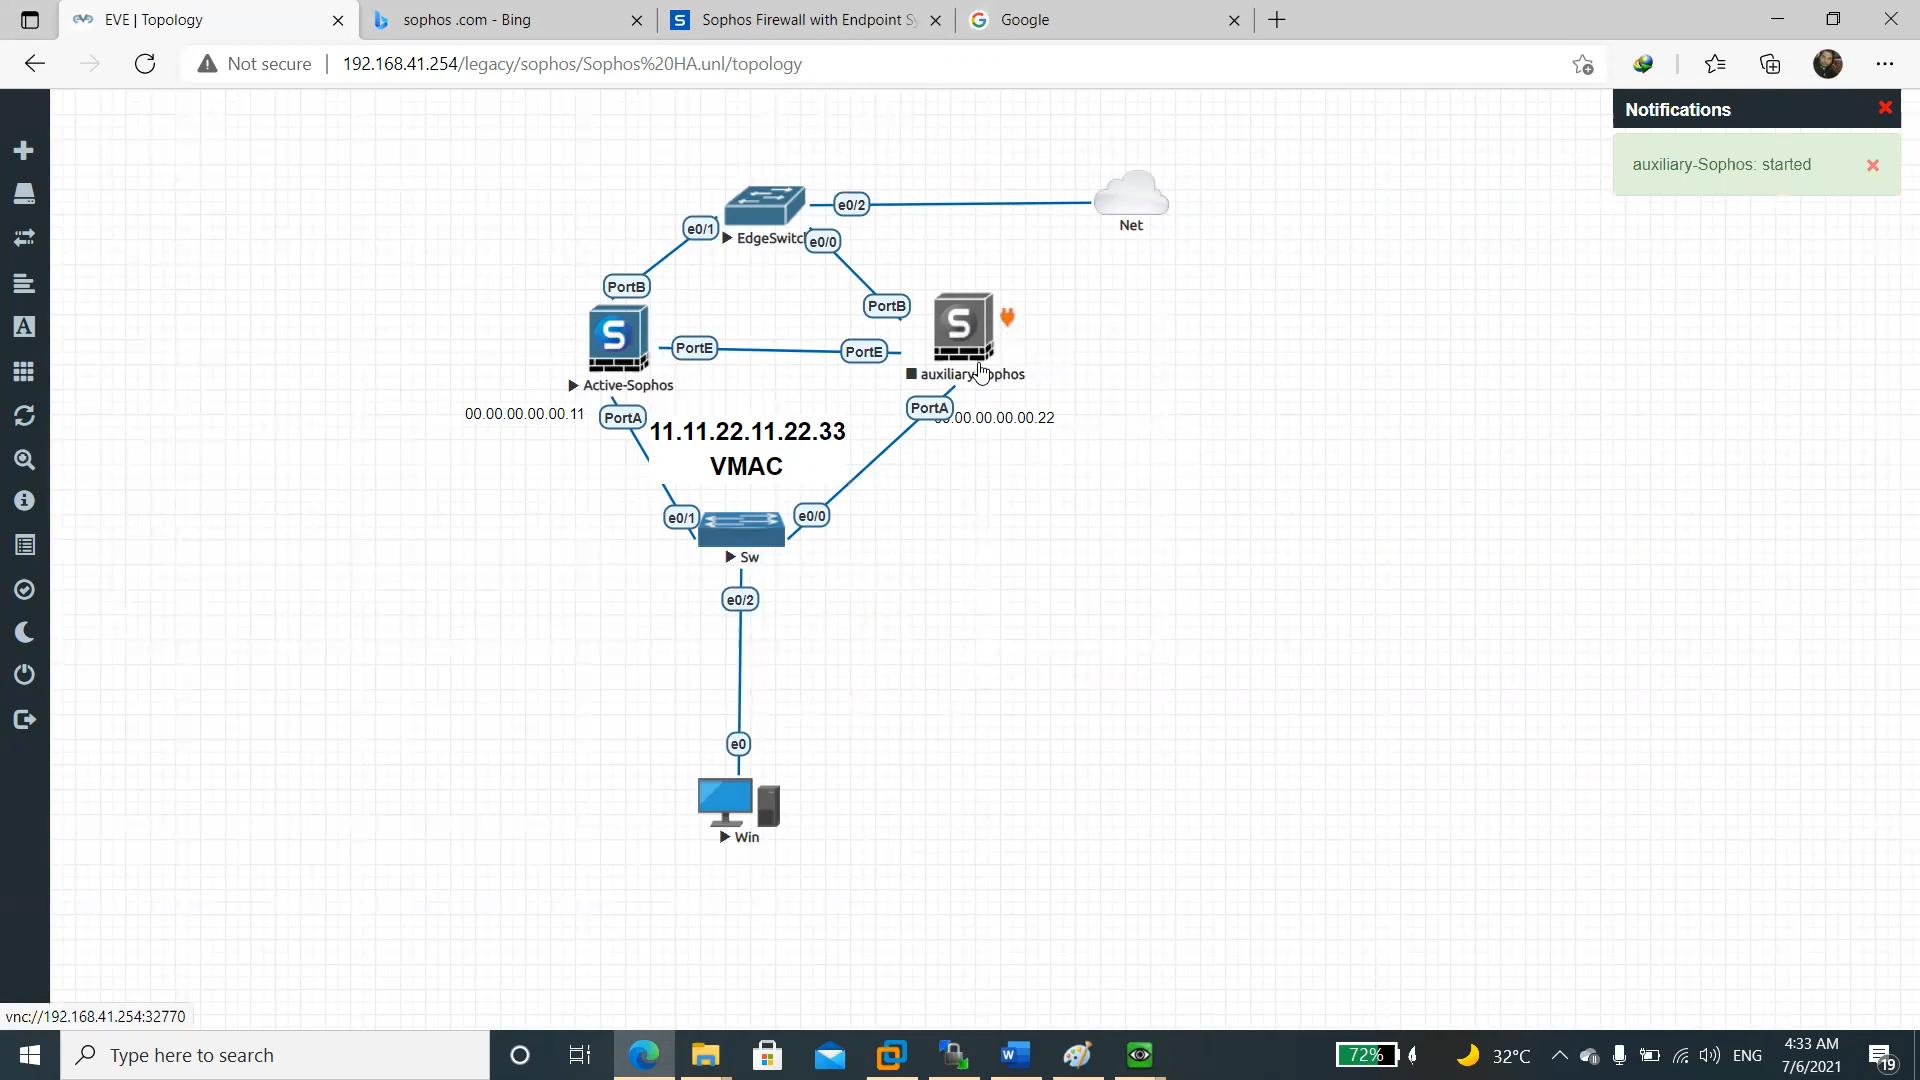 EVE | Topology
sophos .com - Bing
Sophos Firewall with Endpoint Sy
Google
Not secure
192.168.41.254/legacy/sophos/Sophos%20HA.unl/topology
Notifications
auxiliary-Sophos: started
e0/2
Net
e0/1
EdgeSwitch
e0/0
PortB
PortB
S
S
PortE
PortE
auxiliary-Sophos
Active-Sophos
00.00.00.00.00.11
PortA
PortA
00.00.00.00.00.22
11.11.22.11.22.33
VMAC
e0/1
e0/0
Sw
e0/2
e0
Win
vnc://192.168.41.254:32770
Type here to search
72%
32°C
ENG
4:33 AM
7/6/2021
19